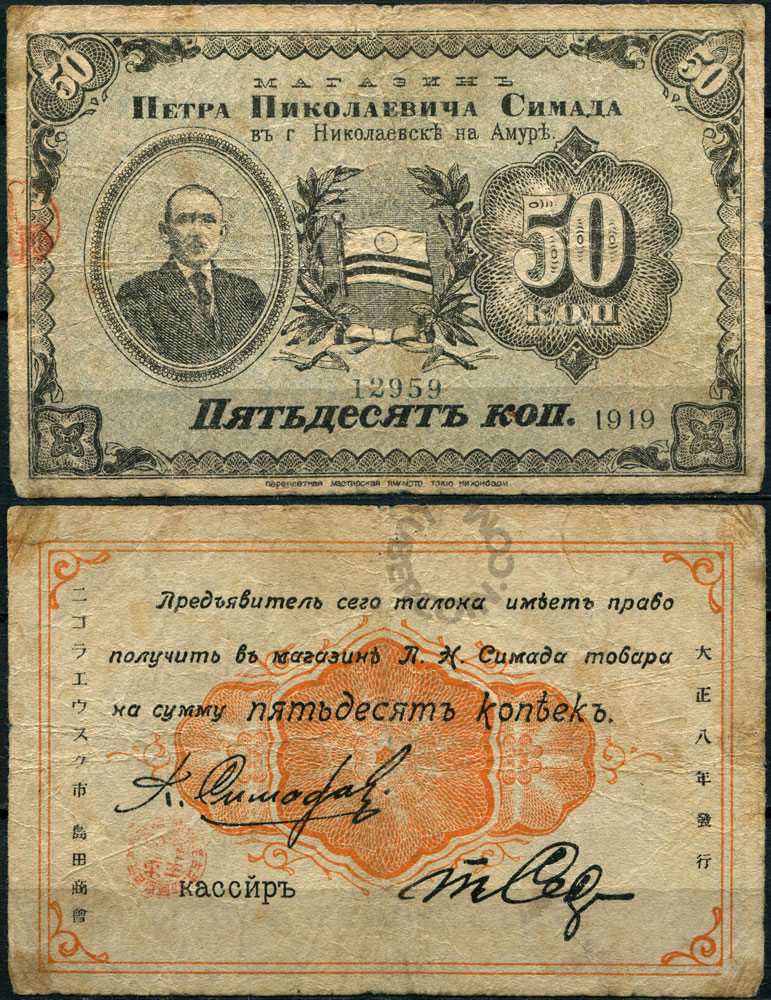 50
50
МАГАЗИНЪ
ПЕТРА ПИКОЛАЕВИЧА СИМАДА
въ г Николаевскѣ на Амурѣ.
50
КОП
12959
Пятьдесятъ коп. 1919
Предъявитель сего талона имѣетъ право
получить въ магазинѣ П. Н. Симада товара
на сумму пятьдесятъ копѣекъ.
кассиръ
ニコラエウスク市島田商會
大正八年發行